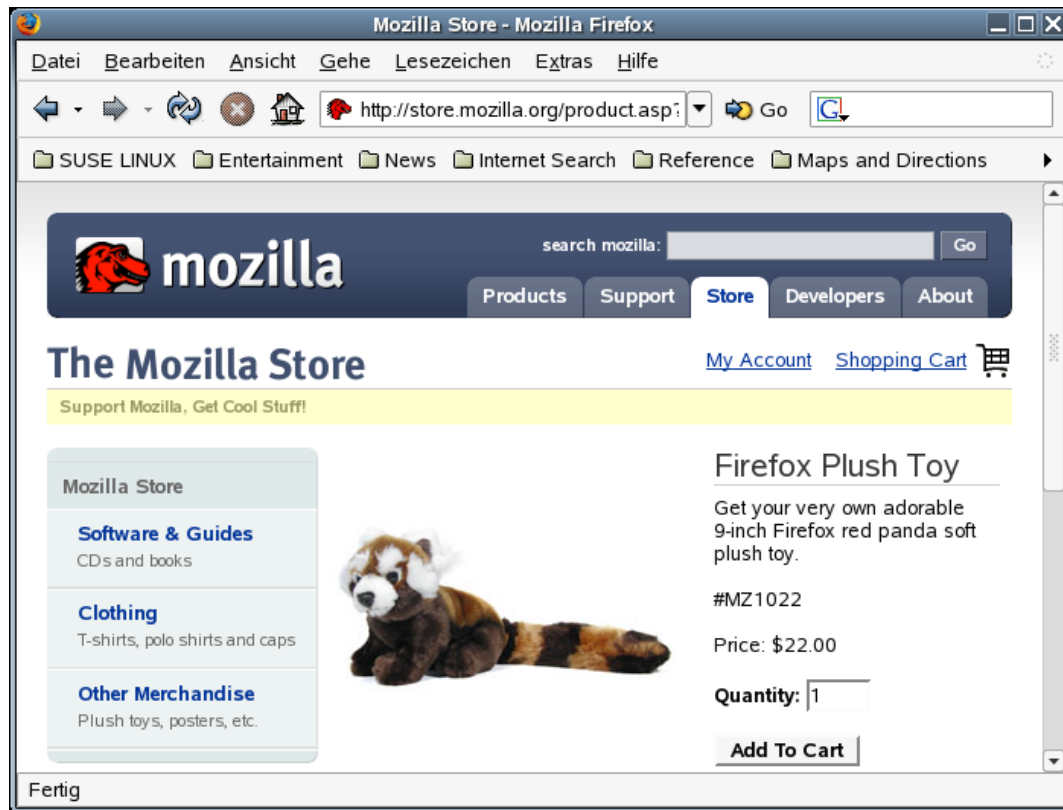 Mozilla Store - Mozilla Firefox
Datei Bearbeiten Ansicht Gehe Lesezeichen Extras Hilfe
http://store.mozilla.org/product.asp? Go G
SUSE LINUX Entertainment News Internet Search Reference Maps and Directions
search mozilla: Go
mozilla
Products Support Store Developers About
The Mozilla Store
My Account Shopping Cart
Support Mozilla, Get Cool Stuff!
Mozilla Store
Software & Guides
CDs and books
Clothing
T-shirts, polo shirts and caps
Other Merchandise
Plush toys, posters, etc.
Firefox Plush Toy
Get your very own adorable
9-inch Firefox red panda soft
plush toy.
#MZ1022
Price: $22.00
Quantity: 1
Add To Cart
Fertig